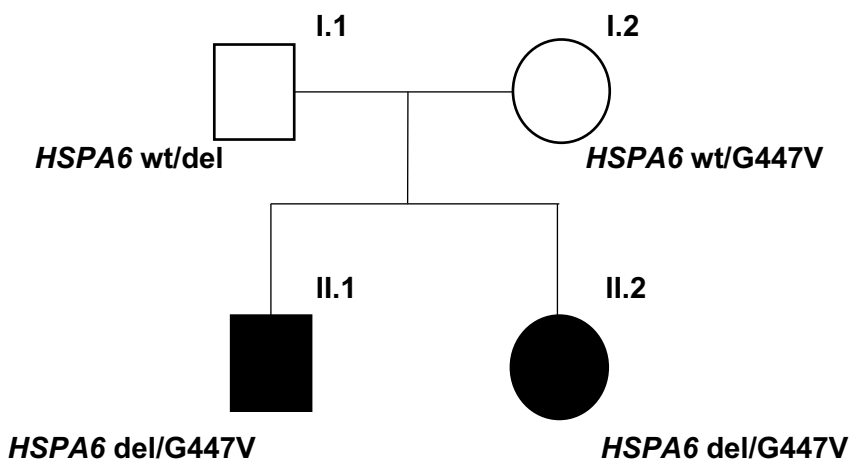 I.1
I.2
HSPA6 wt/del
HSPA6 wt/G447V
II.1
II.2
HSPA6 del/G447V
HSPA6 del/G447V